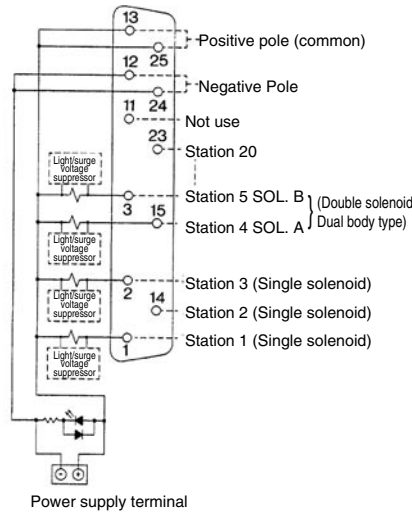 13
Positive pole (common)
25
12
Negative Pole
24
11
Not use
23
Station 20
Light/surge
voltage
suppressor
Station 5 SOL. B
3
(Double solenoid
Dual body type)
15
Station 4 SOL. A
Light/surge
voltage
suppressor
Station 3 (Single solenoid)
2
Light/surge
voltage
suppressor
14
Station 2 (Single solenoid)
Station 1 (Single solenoid)
1
Light/surge
voltage
suppressor
Power supply terminal